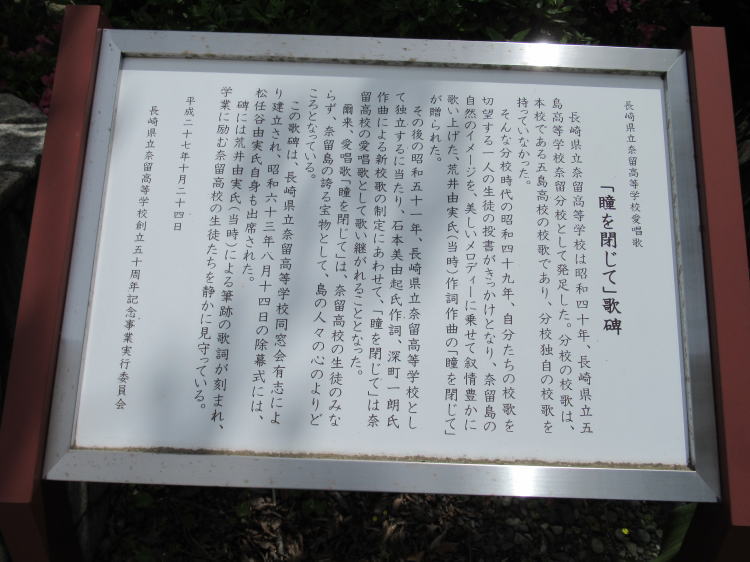 長崎県立奈留高等学校愛唱歌
「瞳を閉じて」歌碑
長崎県立奈留高等学校は昭和四十年、長崎県立五
島高等学校奈留分校として発足した。分校の校歌は、
本校である五島高校の校歌であり、分校独自の校歌を
持っていなかった。
そんな分校時代の昭和四十九年、自分たちの校歌を
切望する一人の生徒の投書がきっかけとなり、奈留島の
自然のイメージを、美しいメロディーに乗せて叙情豊かに
歌い上げた、荒井由実氏（当時）作詞作曲の「瞳を閉じて」
が贈られた。
その後の昭和五十一年、長崎県立奈留高等学校とし
て独立するに当たり、石本美由起氏作詞、深町一朗氏
作曲による新校歌の制定にあわせて、「瞳を閉じて」は奈
留高校の愛唱歌として歌い継がれることとなった。
爾来、愛唱歌「瞳を閉じて」は、奈留高校の生徒のみな
らず、奈留島の誇る宝物として、島の人々の心のよりど
ころとなっている。
この歌碑は、長崎県立奈留高等学校同窓会有志によ
り建立され、昭和六十三年八月十四日の除幕式には、
松任谷由実氏自身も出席された。
碑には荒井由実氏（当時）による筆跡の歌詞が刻まれ、
学業に励む奈留高校の生徒たちを静かに見守っている。
平成二十七年十月二十四日
長崎県立奈留高等学校創立五十周年記念事業実行委員会